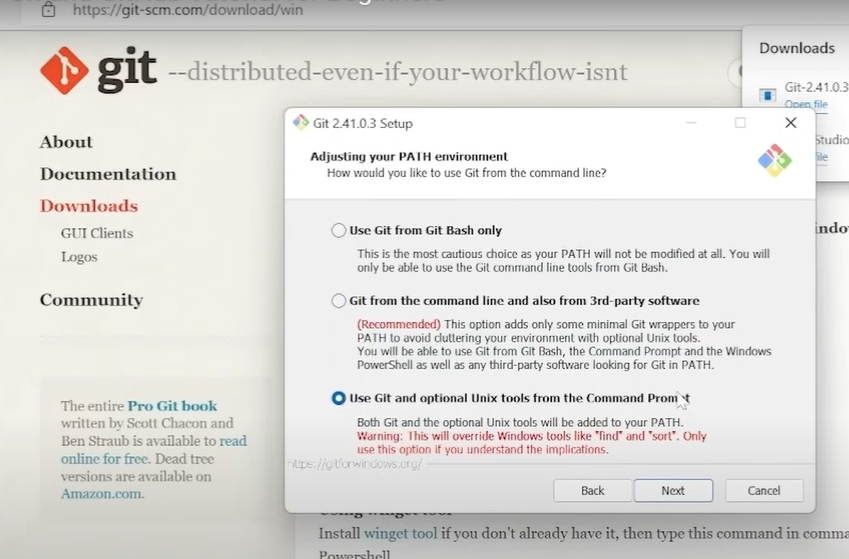 https://git-scm.com/download/win
git --distributed-even-if-your-workflow-isnt
Downloads
Git-2.41.0.3
Open file
Studio
file
About
Documentation
Downloads
GUI Clients
Logos
Community
The entire Pro Git book
written by Scott Chacon and
Ben Straub is available to read
online for free. Dead tree
versions are available on
Amazon.com.
Git 2.41.0.3 Setup
Adjusting your PATH environment
How would you like to use Git from the command line?
Use Git from Git Bash only
This is the most cautious choice as your PATH will not be modified at all. You will
only be able to use the Git command line tools from Git Bash.
Git from the command line and also from 3rd-party software
(Recommended) This option adds only some minimal Git wrappers to your
PATH to avoid cluttering your environment with optional Unix tools.
You will be able to use Git from Git Bash, the Command Prompt and the Windows
PowerShell as well as any third-party software looking for Git in PATH.
Use Git and optional Unix tools from the Command Prompt
Both Git and the optional Unix tools will be added to your PATH.
Warning: This will override Windows tools like "find" and "sort". Only
use this option if you understand the implications.
https://gitforwindows.org/
Back
Next
Cancel
Using winget tool
Install winget tool if you don't already have it, then type this command in comma
Powershell.